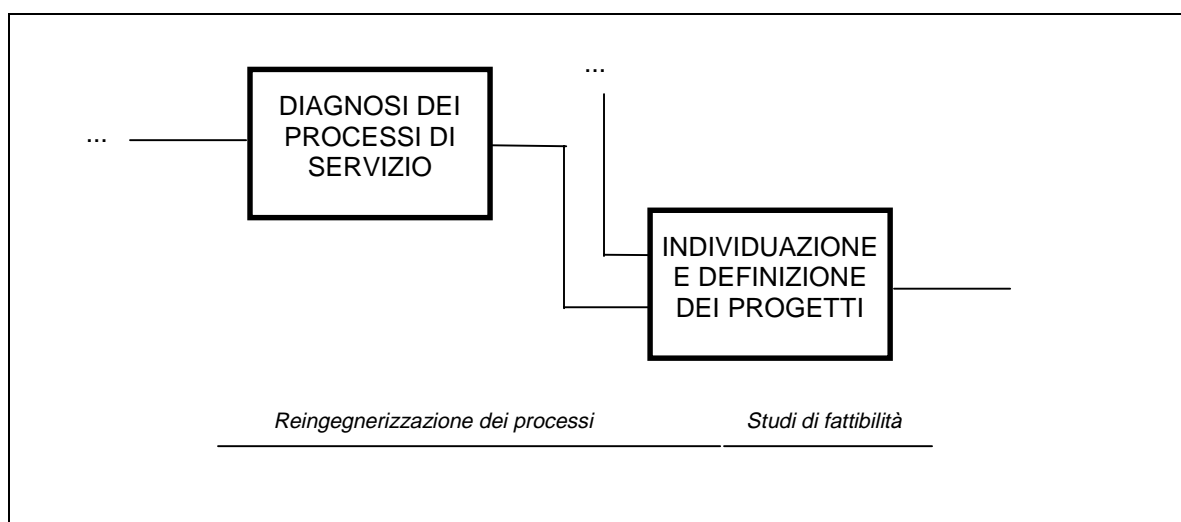 ...
DIAGNOSI DEI
PROCESSI DI
SERVIZIO
...
INDIVIDUAZIONE
E DEFINIZIONE
DEI PROGETTI
Reingegnerizzazione dei processi
Studi di fattibilità